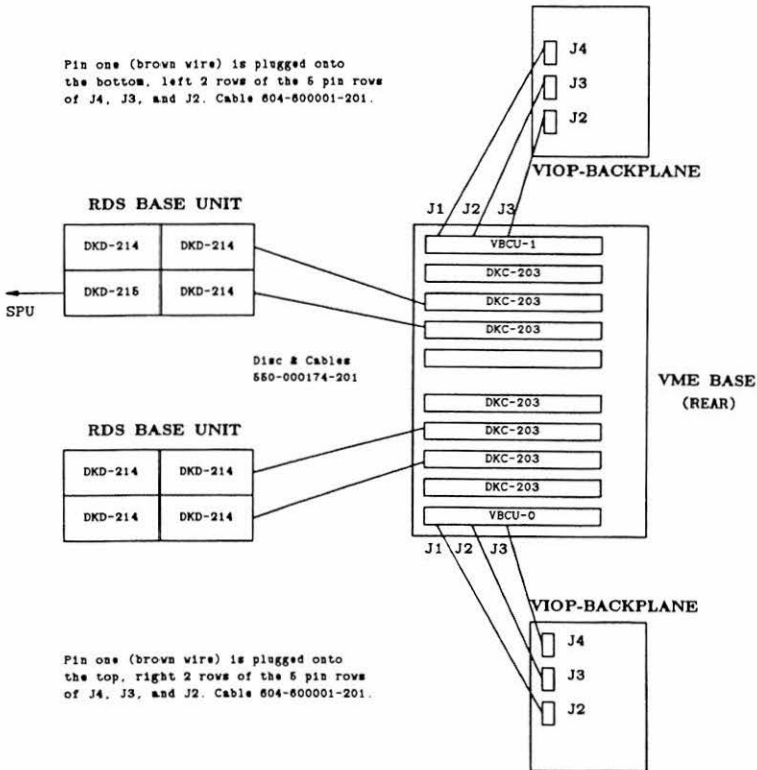 Pin one (brown wire) is plugged onto
the bottom, left 2 rows of the 5 pin rows
of J4, J3, and J2. Cable 604-600001-201.
J4
J3
J2
VIOP-BACKPLANE
RDS BASE UNIT
J1 J2 J3
DKD-214 DKD-214
DKD-215 DKD-214
SPU
VBCU-1
DKC-203
DKC-203
DKC-203
Disc & Cables
550-000174-201
VME BASE
(REAR)
DKC-203
DKC-203
DKC-203
DKC-203
VBCU-0
RDS BASE UNIT
DKD-214 DKD-214
DKD-214 DKD-214
J1 J2 J3
VIOP-BACKPLANE
J4
J3
J2
Pin one (brown wire) is plugged onto
the top, right 2 rows of the 5 pin rows
of J4, J3, and J2. Cable 604-600001-201.